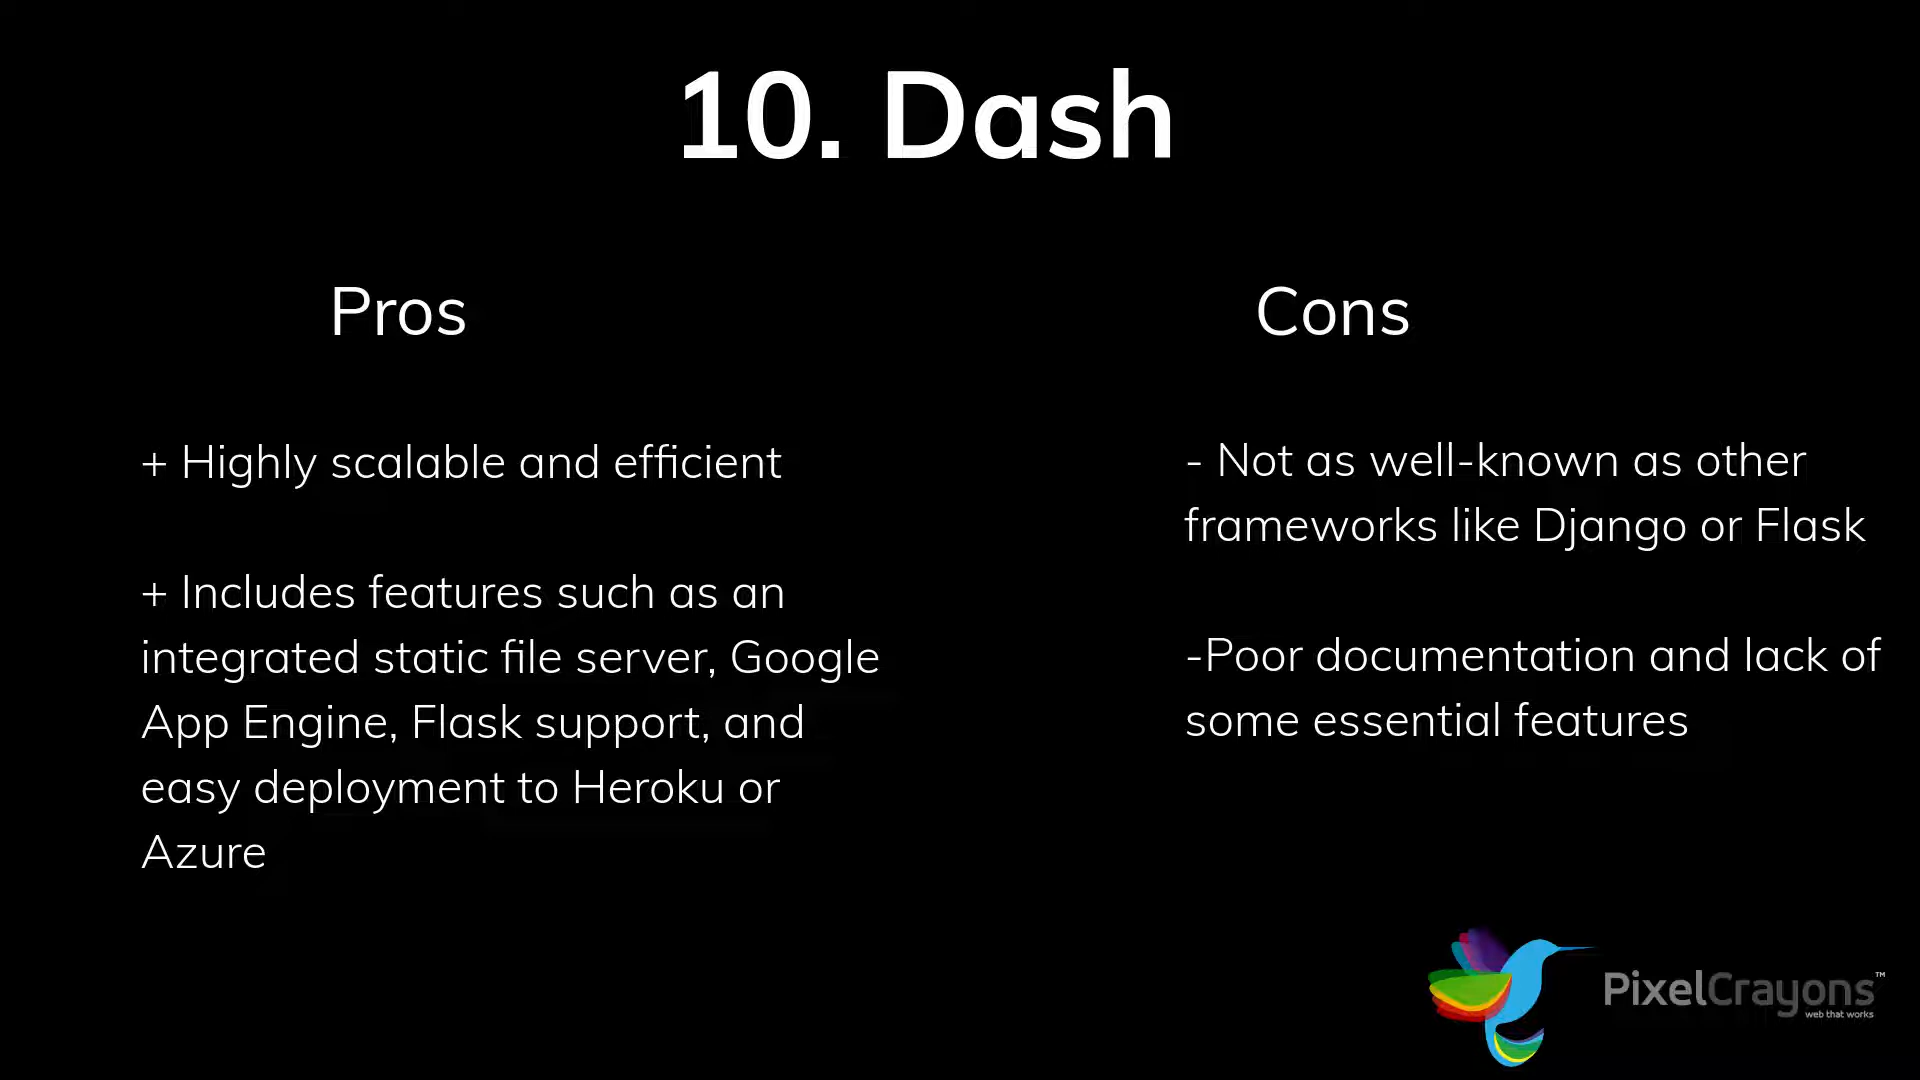 10. Dash
Pros
+ Highly scalable and efficient
+ Includes features such as an
integrated static file server, Google
App Engine, Flask support, and
easy deployment to Heroku or
Azure
Cons
- Not as well-known as other
frameworks like Django or Flask
-Poor documentation and lack of
some essential features
PixelCrayons™
web that works